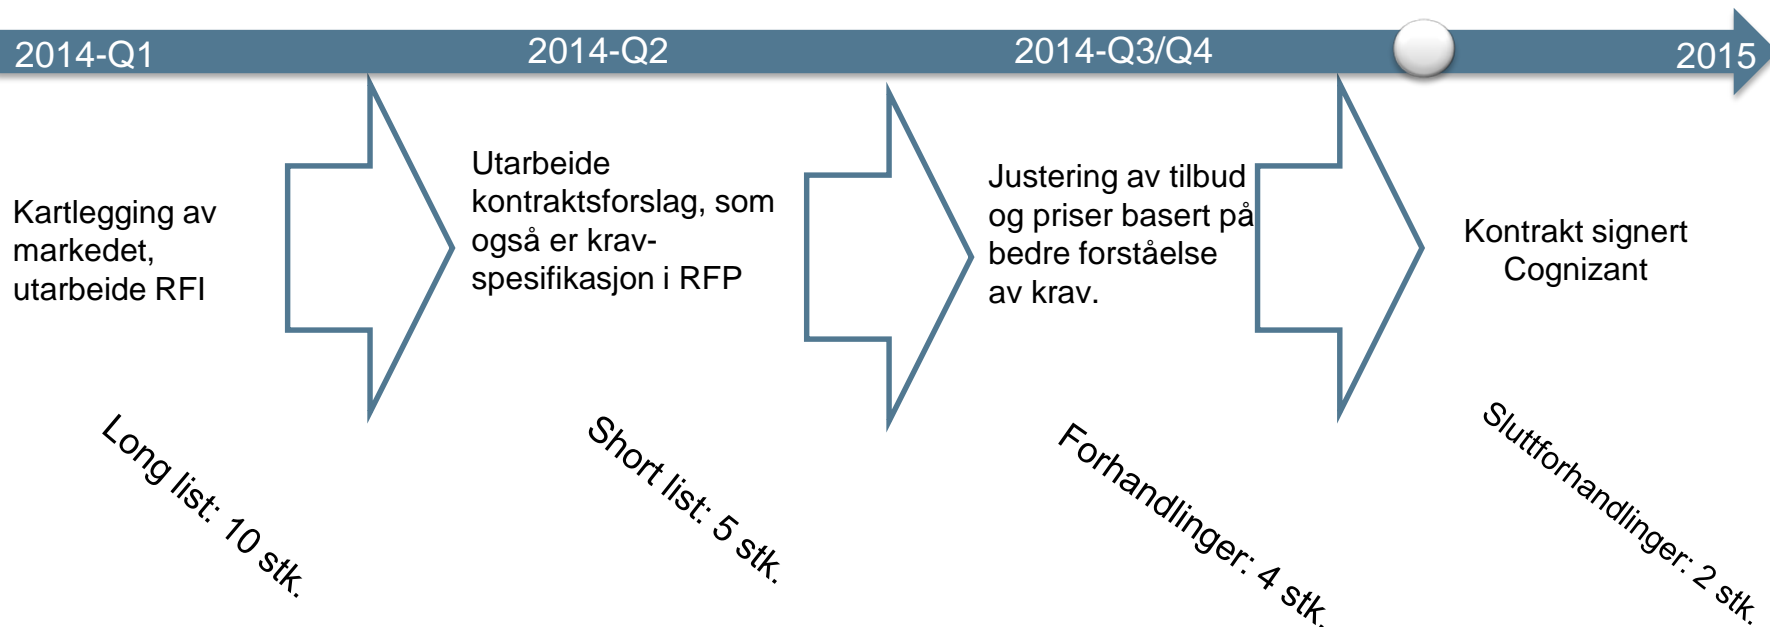 2014-Q1
2014-Q2
2014-Q3/Q4
2015
Kartlegging av
markedet,
utarbeide RFI
Utarbeide
kontraktsforslag, som
også er krav-
spesifikasjon i RFP
Justering av tilbud
og priser basert på
bedre forståelse
av krav.
Kontrakt signert
Cognizant
Long list: 10 stk.
Short list: 5 stk.
Forhandlinger: 4 stk.
Sluttforhandlinger: 2 stk.